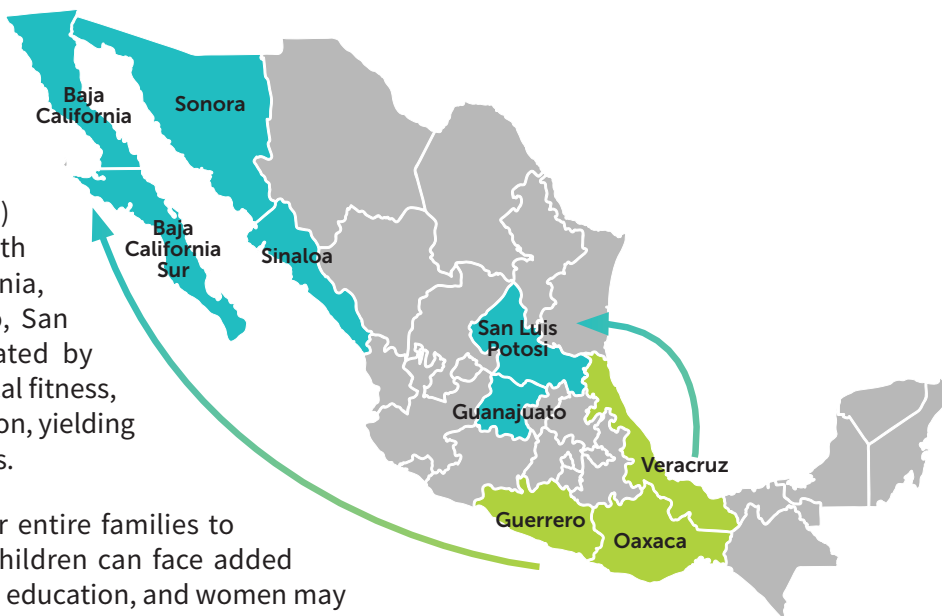 Baja
California
Sonora
Baja
California
Sur
Sinaloa
San Luis
Potosi
Guanajuato
Veracruz
Guerrero
Oaxaca
)
th
nia,
o, San
ated by
al fitness,
on, yielding
s.
r entire families to
hildren can face added
education, and women may